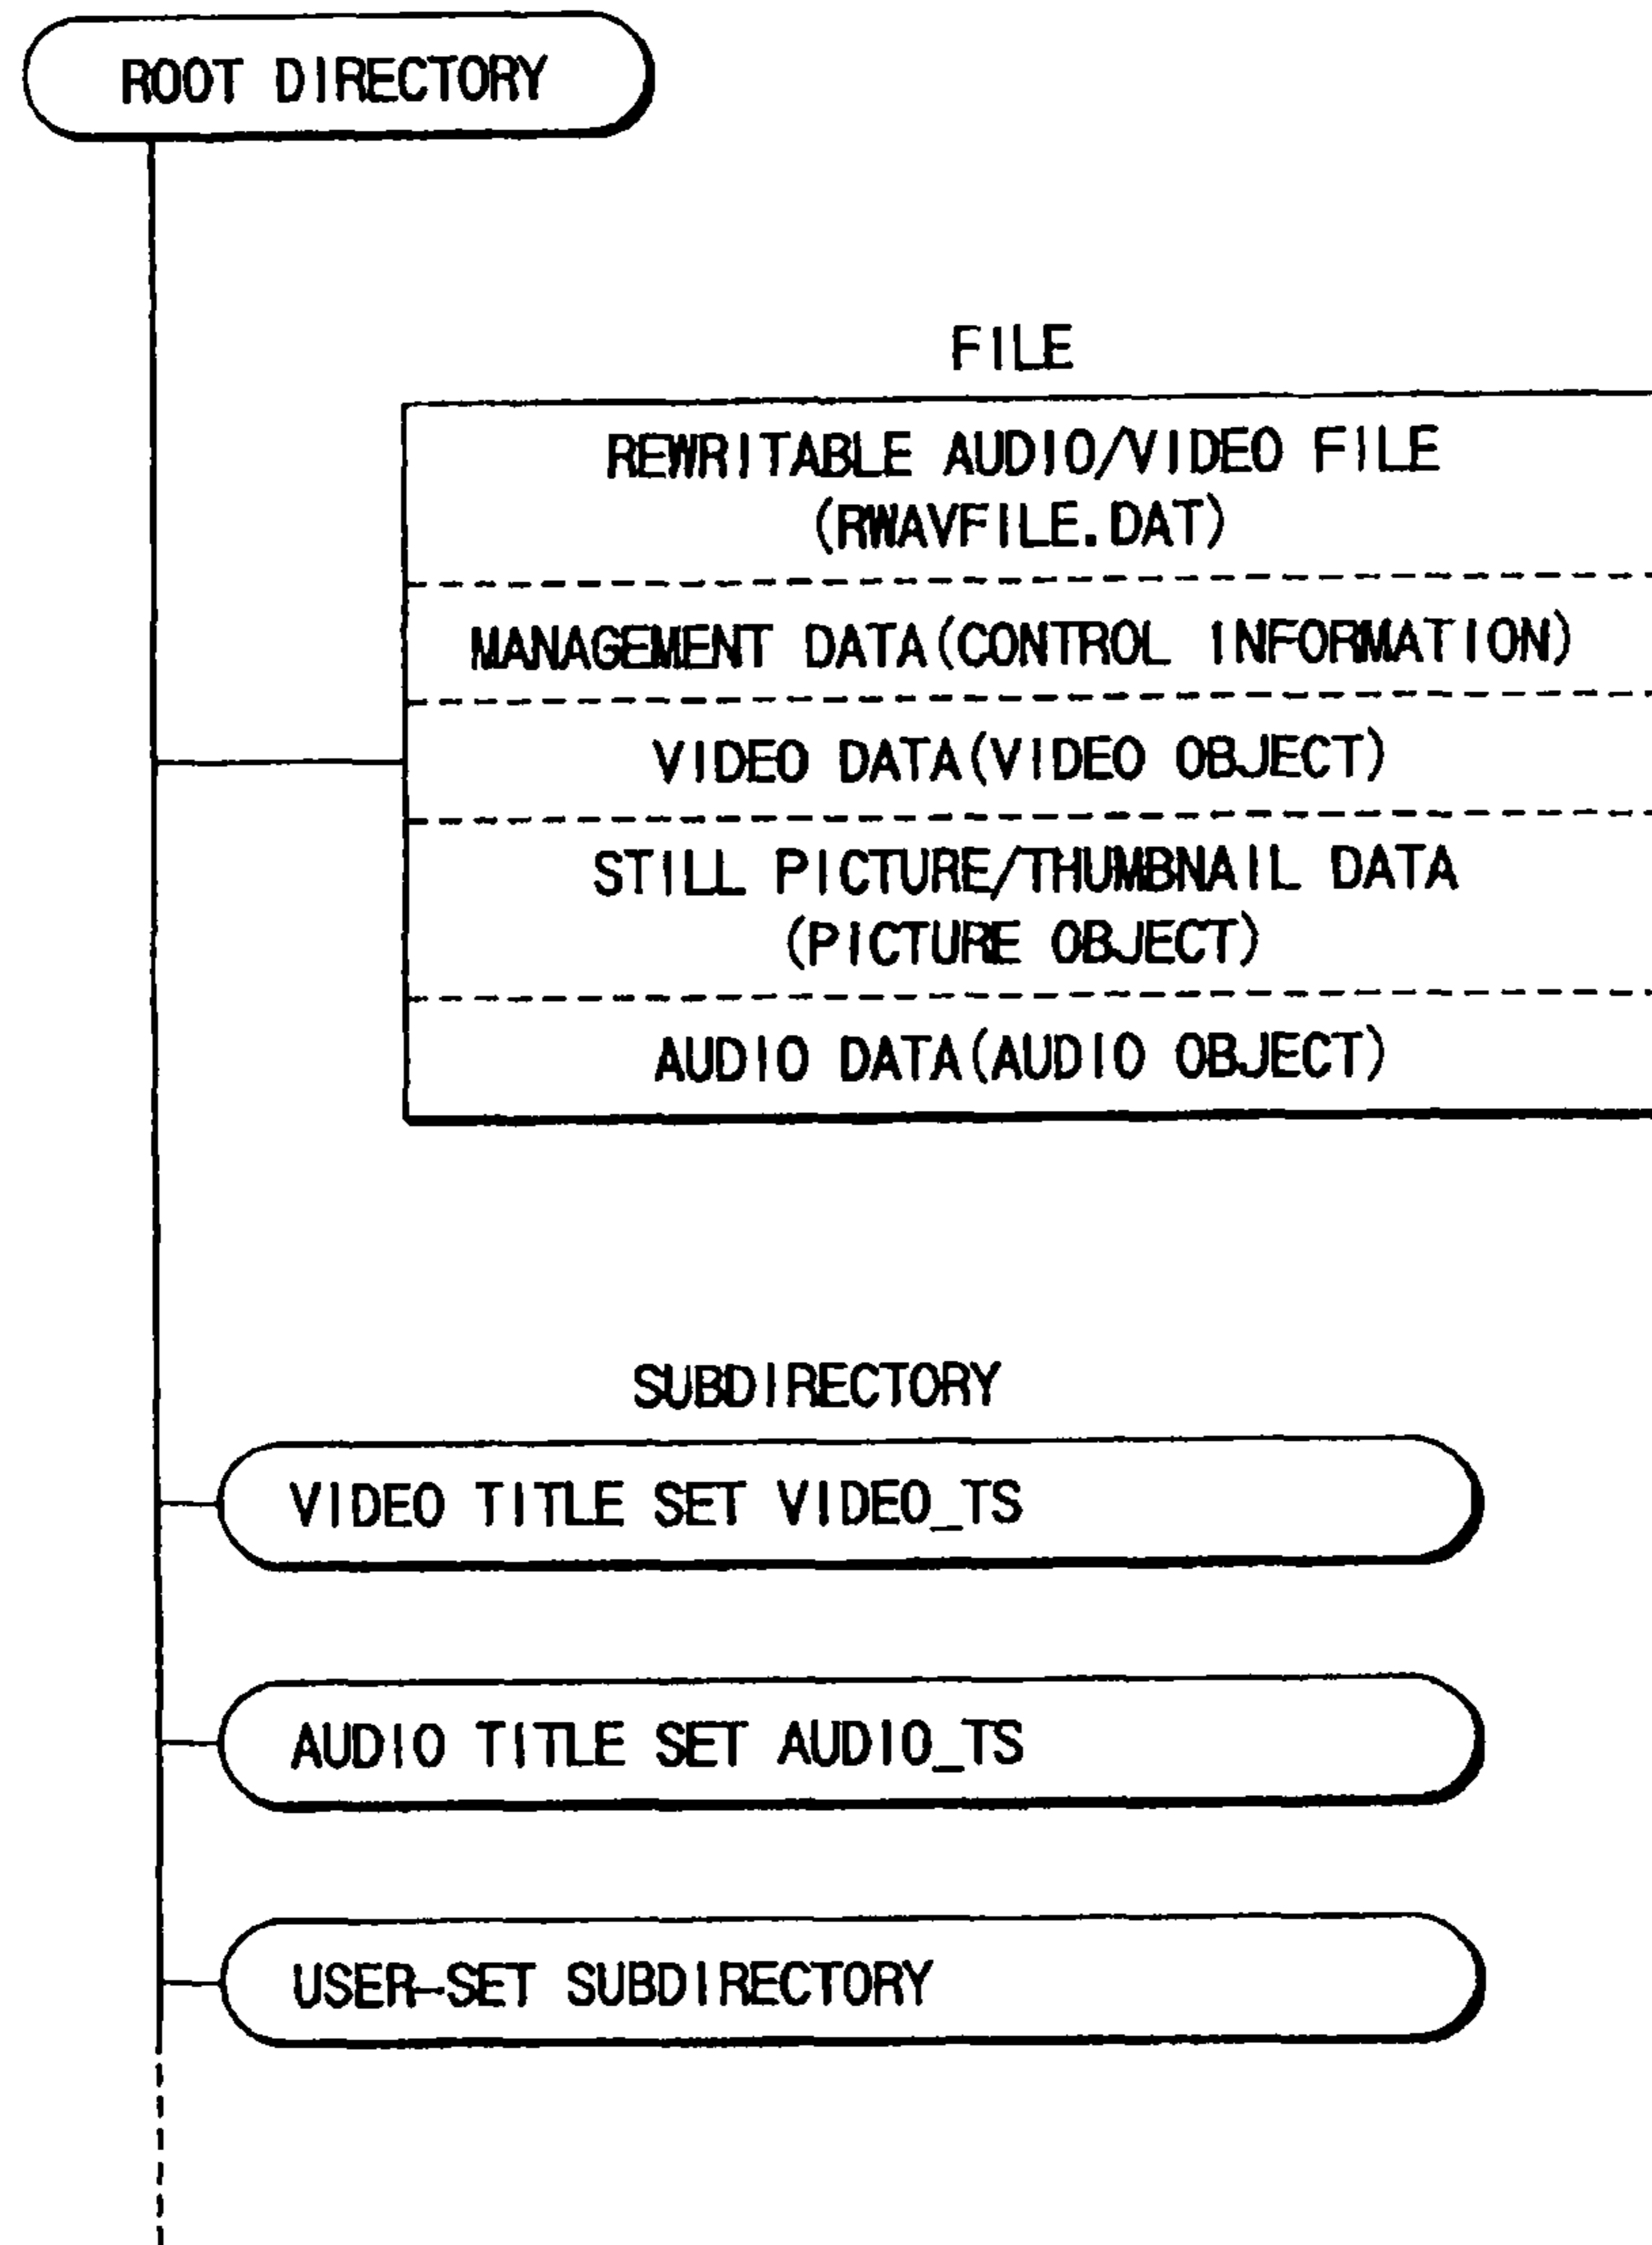 ROOT DIRECTORY
FILE
REWRITABLE AUDIO/VIDEO FILE
(RWAVFILE.DAT)
MANAGEMENT DATA(CONTROL INFORMATION)
VIDEO DATA(VIDEO OBJECT)
STILL PICTURE/THUMBNAIL DATA
(PICTURE OBJECT)
AUDIO DATA(AUDIO OBJECT)
SUBDIRECTORY
VIDEO TITLE SET VIDEO_TS
AUDIO TITLE SET AUDIO_TS
USER-SET SUBDIRECTORY